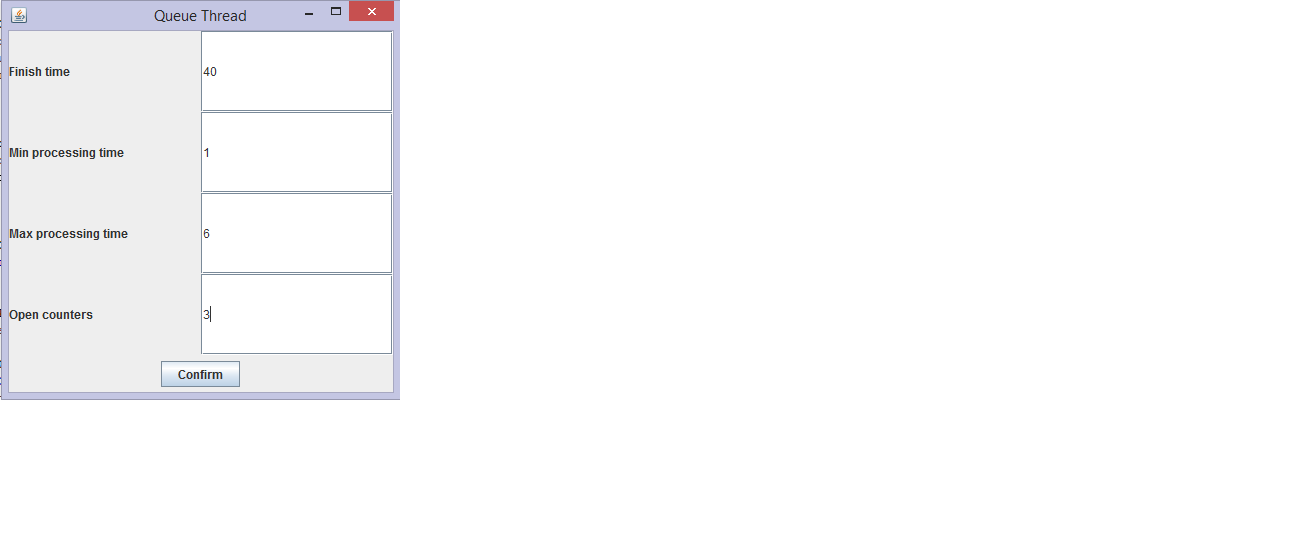 Queue Thread
Finish time 40
Min processing time 1
Max processing time 6
Open counters 3
Confirm